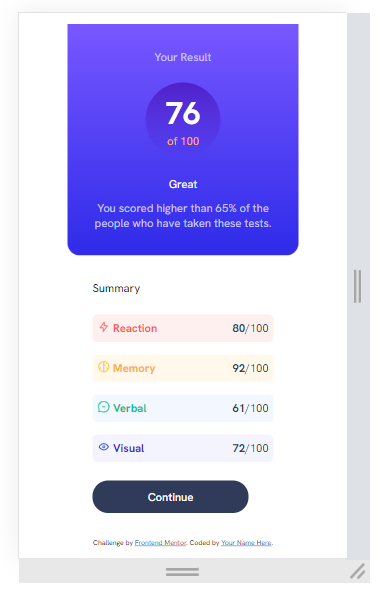 Your Result
76
of 100
Great
You scored higher than 65% of the
people who have taken these tests.
Summary
Reaction 80/100
Memory 92/100
Verbal 61/100
Visual 72/100
Continue
Challenge by Frontend Mentor. Coded by Your Name Here.